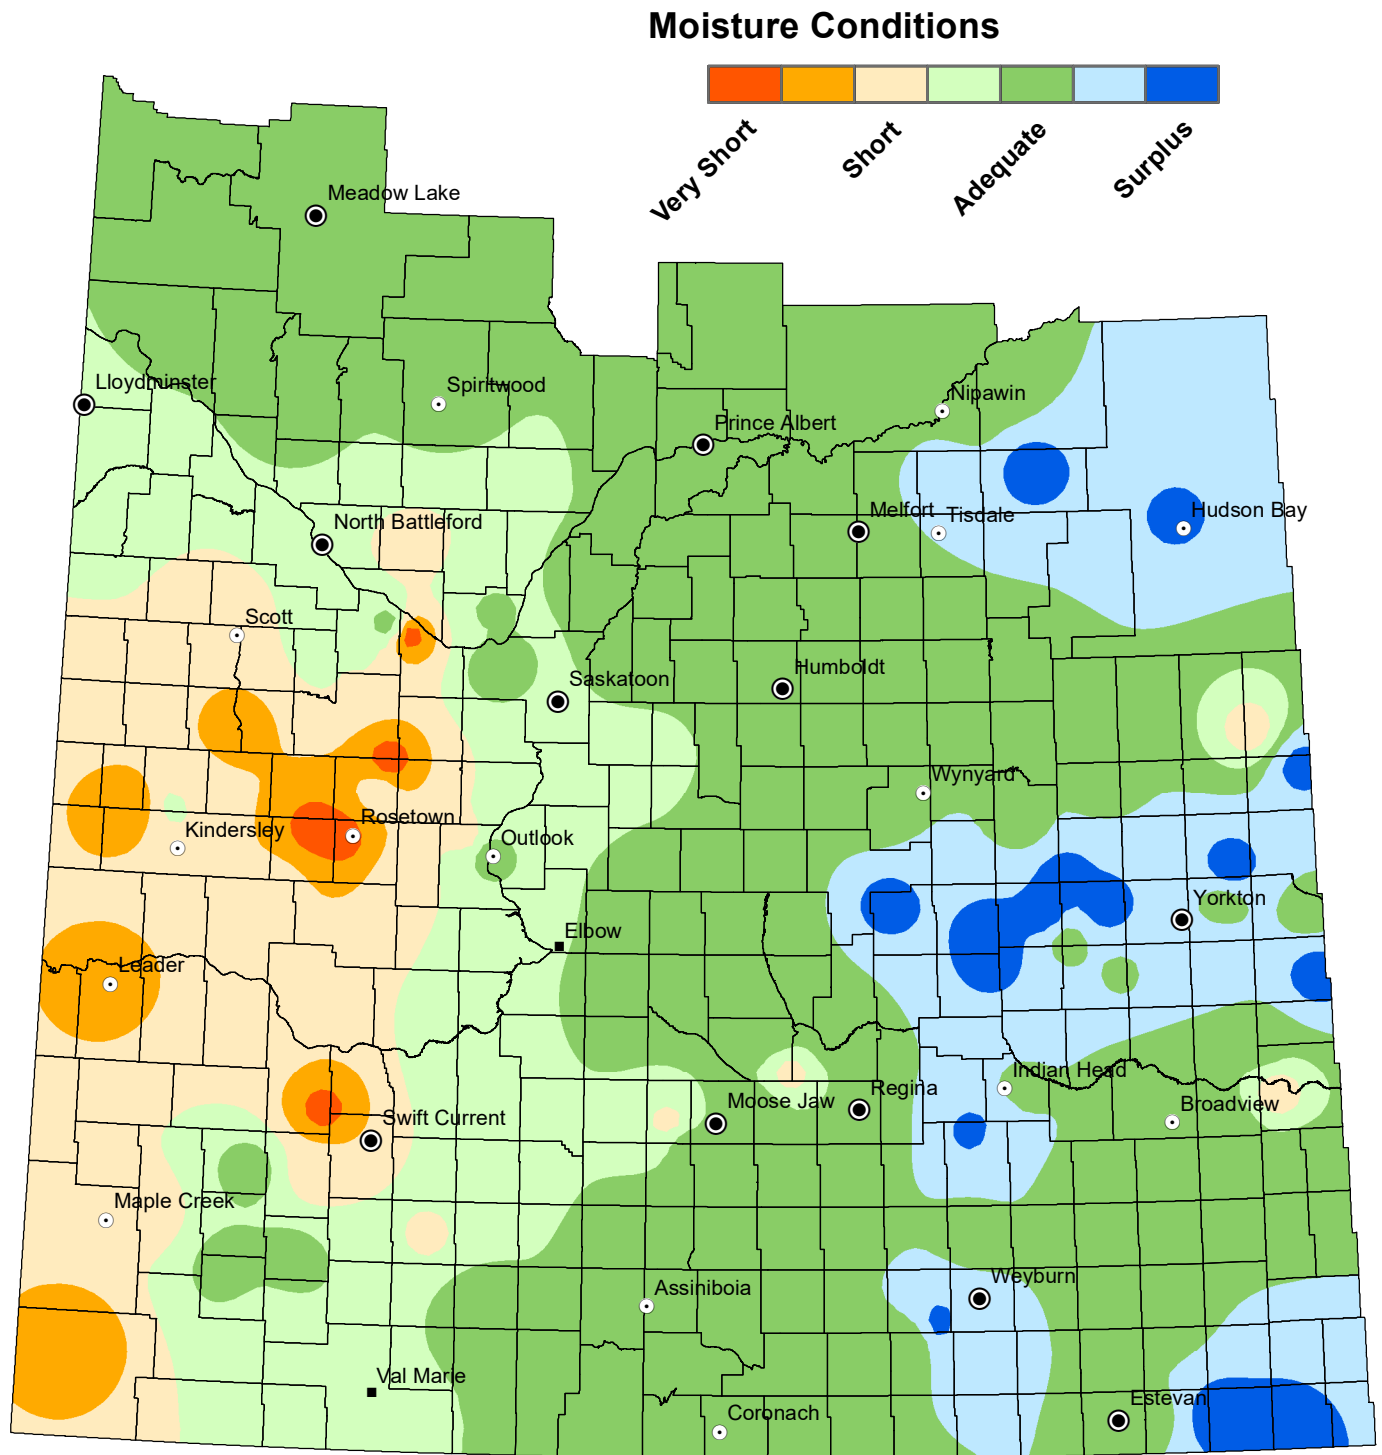 Moisture Conditions
Very Short
Short
Adequate
Surplus
Meadow Lake
Lloydminster
Spiritwood
Nipawin
Prince Albert
North Battleford
Melfort
Tisdale
Hudson Bay
Scott
Saskatoon
Humboldt
Wynyard
Kindersley
Rosetown
Outlook
Yorkton
Elbow
Leader
Indian Head
Regina
Moose Jaw
Broadview
Swift Current
Maple Creek
Weyburn
Assiniboia
Val Marie
Estevan
Coronach